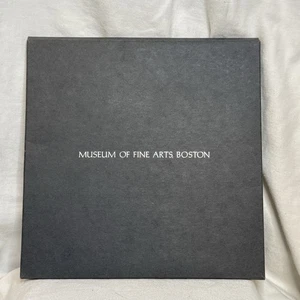 MUSEUM OF FINE ARTS, BOSTON